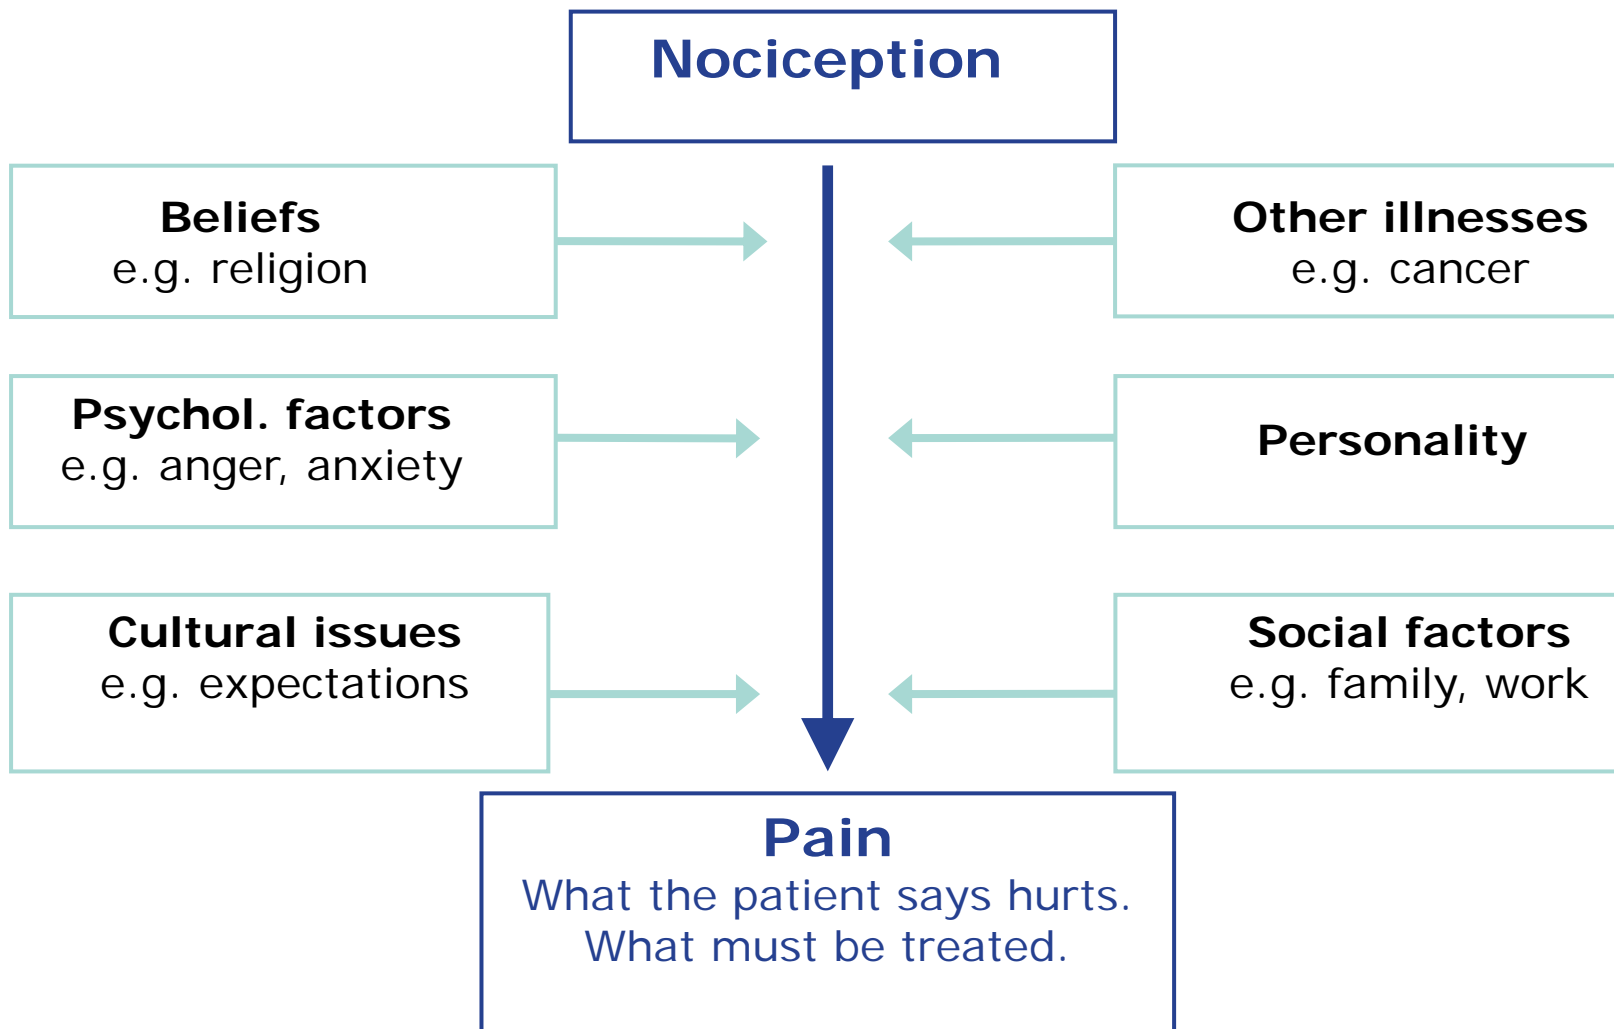 Nociception
Beliefs
e.g. religion
Other illnesses
e.g. cancer
Psychol. factors
e.g. anger, anxiety
Personality
Cultural issues
e.g. expectations
Social factors
e.g. family, work
Pain
What the patient says hurts.
What must be treated.